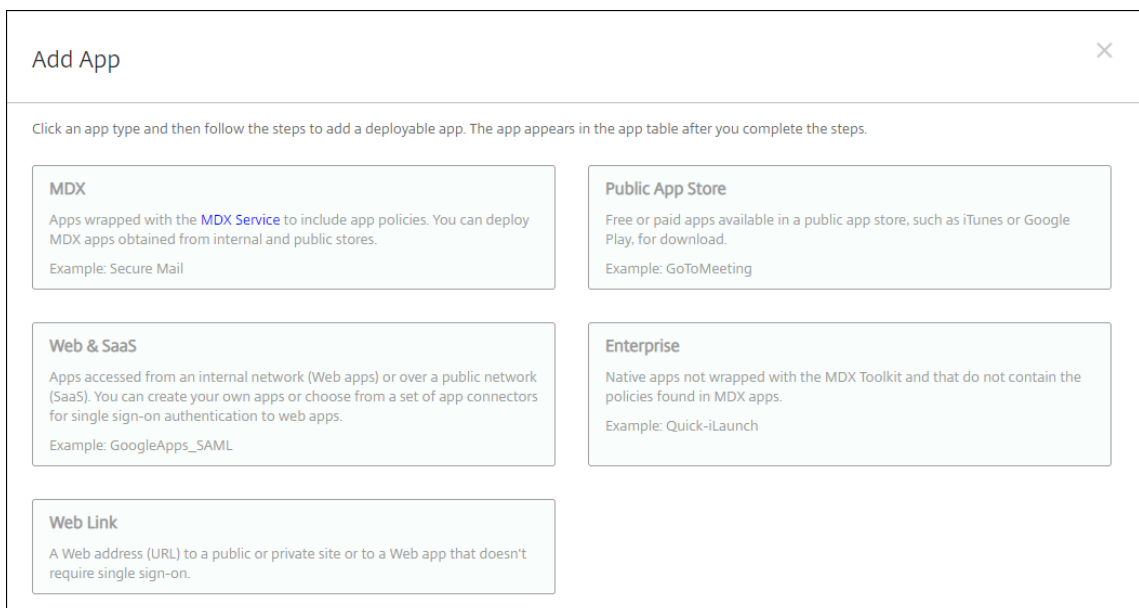 Add App
Click an app type and then follow the steps to add a deployable app. The app appears in the app table after you complete the steps.
MDX
Apps wrapped with the MDX Service to include app policies. You can deploy
MDX apps obtained from internal and public stores.
Example: Secure Mail
Public App Store
Free or paid apps available in a public app store, such as iTunes or Google
Play, for download.
Example: GoToMeeting
Web & SaaS
Apps accessed from an internal network (Web apps) or over a public network
(SaaS). You can create your own apps or choose from a set of app connectors
for single sign-on authentication to web apps.
Example: GoogleApps_SAML
Enterprise
Native apps not wrapped with the MDX Toolkit and that do not contain the
policies found in MDX apps.
Example: Quick-iLaunch
Web Link
A Web address (URL) to a public or private site or to a Web app that doesn't
require single sign-on.